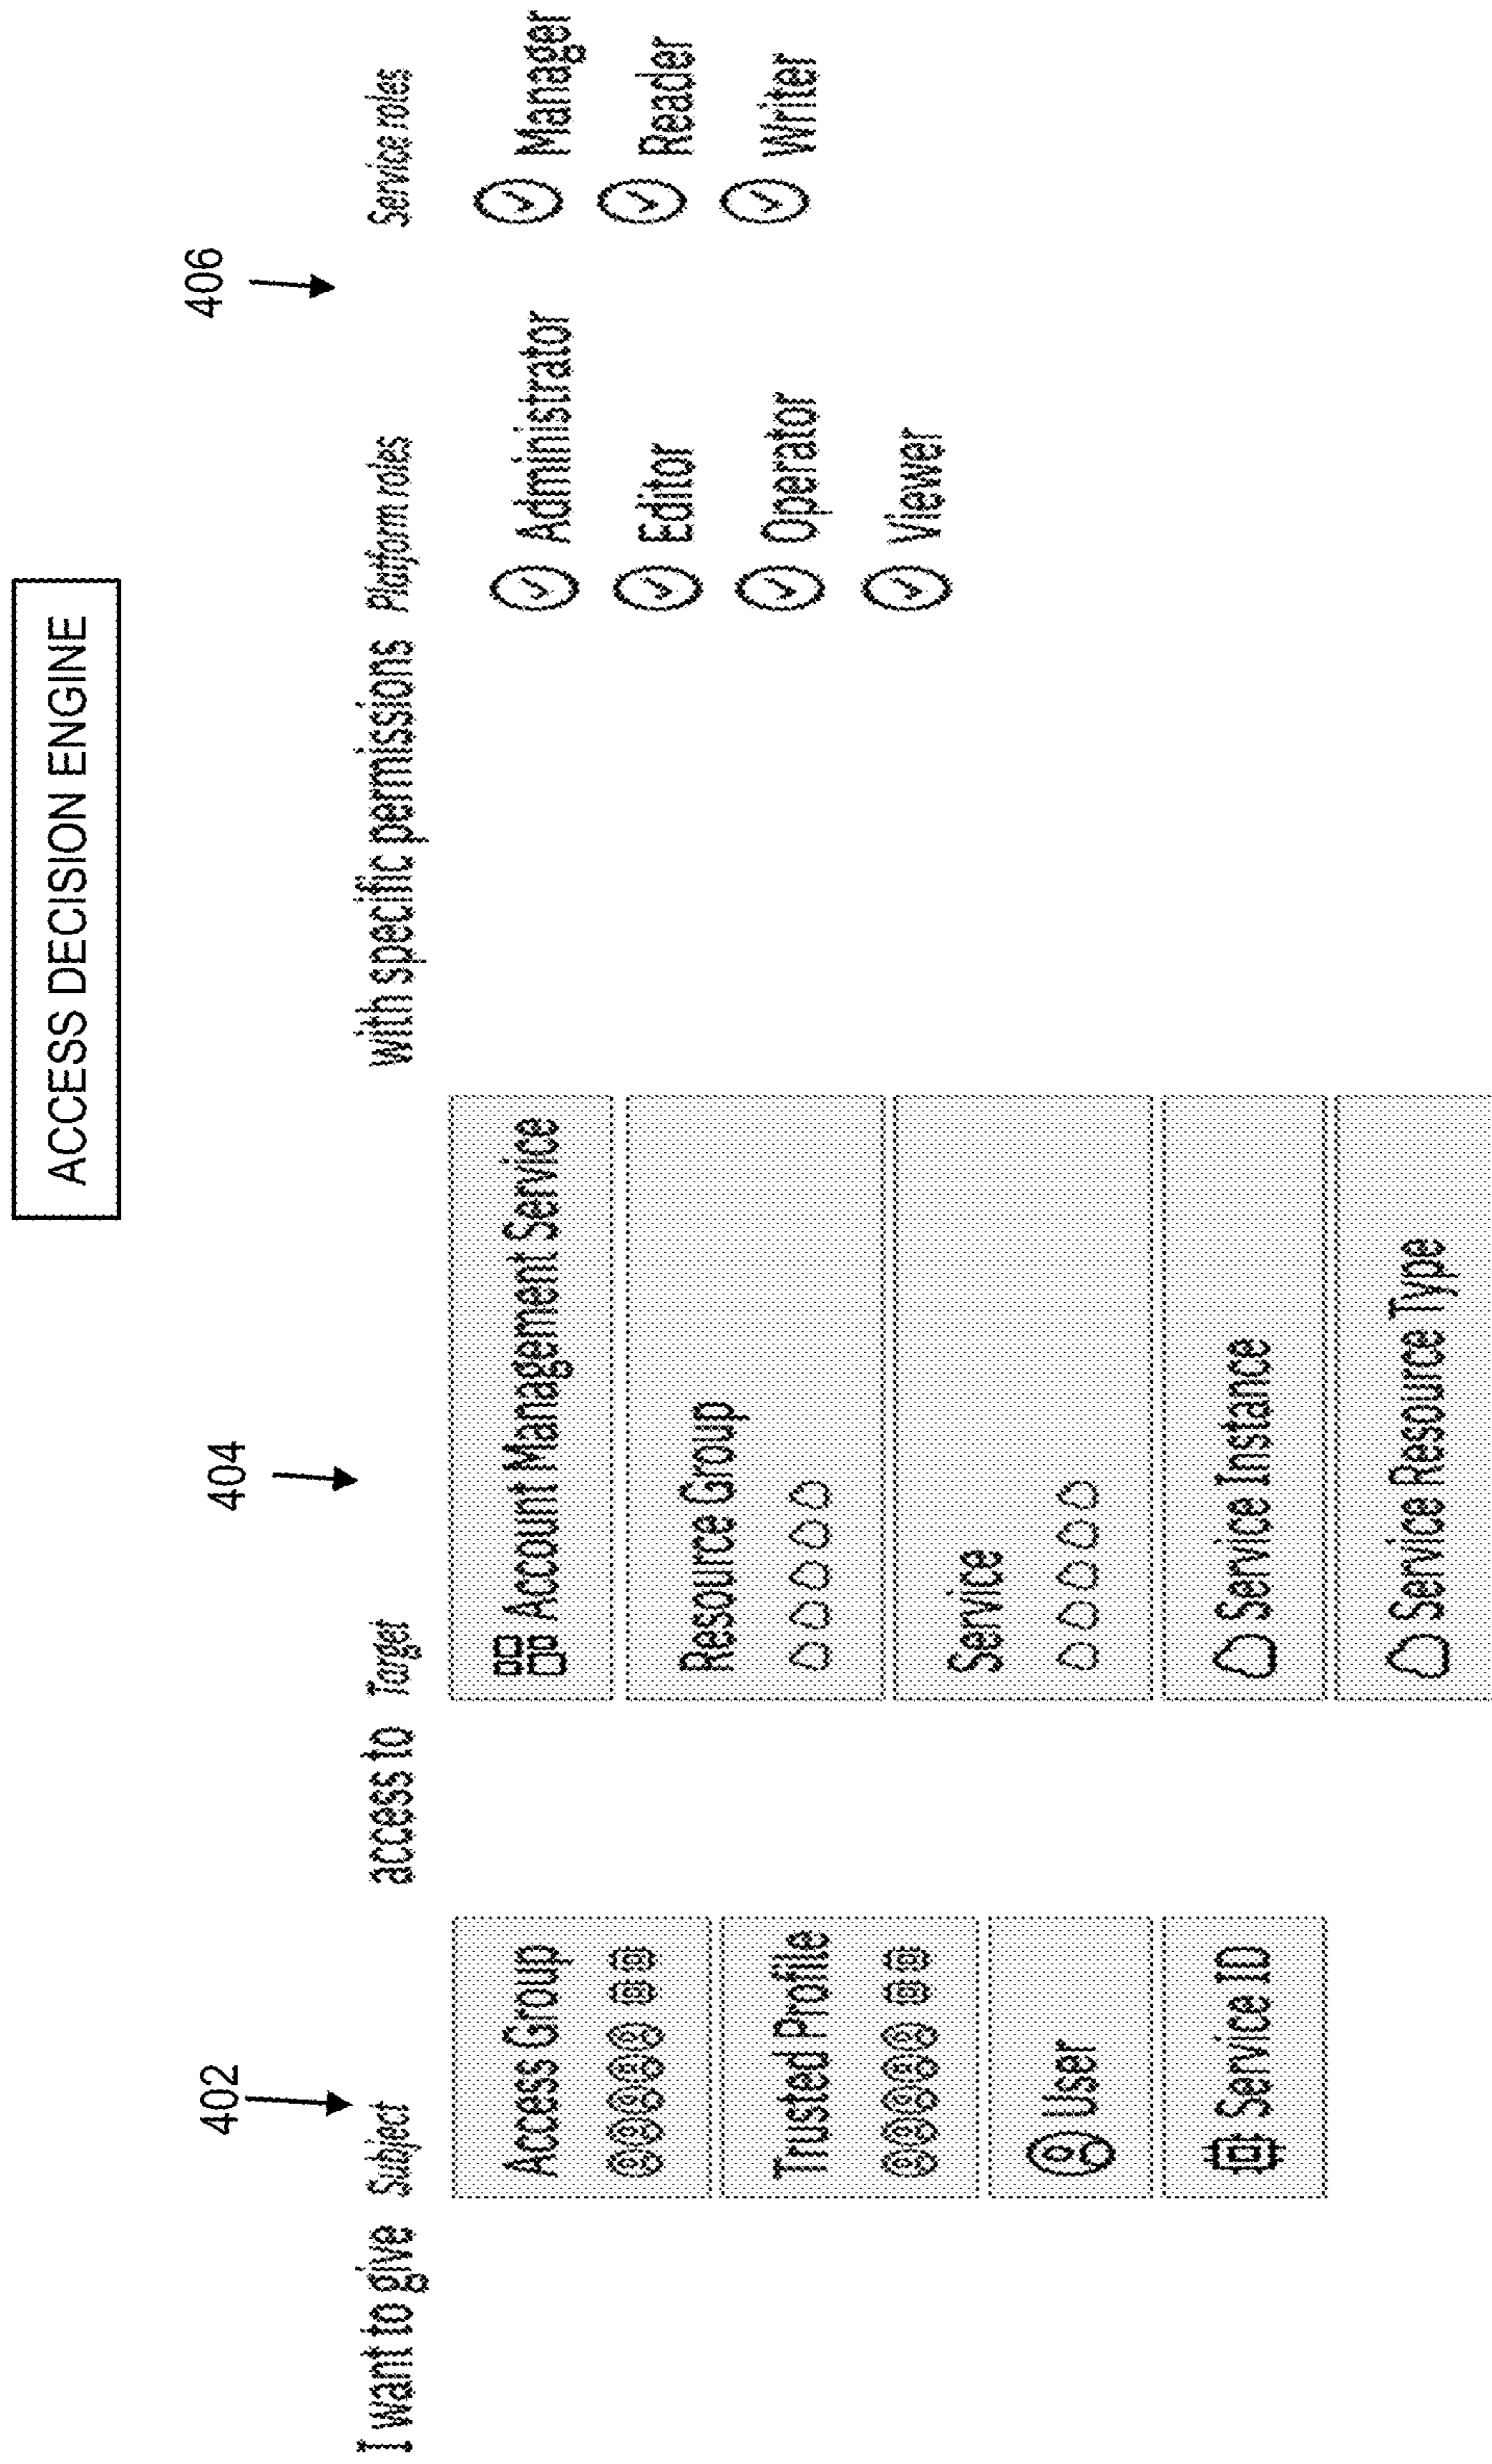 ACCESS DECISION ENGINE
402
404
406
I want to give Subject access to Target with specific permissions Platform roles Service roles
Access Group
Trusted Profile
User
Service ID
Account Management Service
Resource Group
Service
Service Instance
Service Resource Type
Administrator
Editor
Operator
Viewer
Manager
Reader
Writer